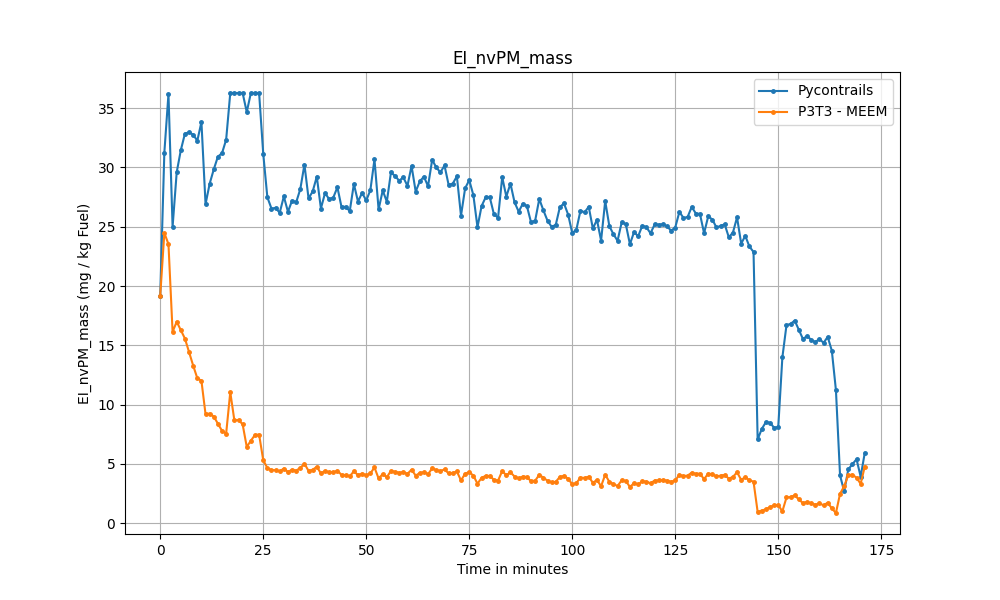 EI_nvPM_mass
Pycontrails
P3T3 - MEEM
EI_nvPM_mass (mg / kg Fuel)
35
30
25
20
15
10
5
0
0 25 50 75 100 125 150 175
Time in minutes